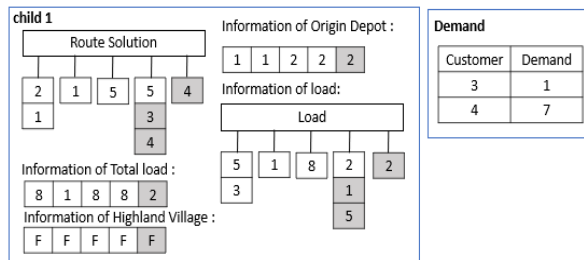 child 1
Route Solution
2 1 5 5 4
1 3
4
Information of Origin Depot :
1 1 2 2 2
Information of load:
Load
5 1 8 2 2
3 1
5
Information of Total load :
8 1 8 8 2
Information of Highland Village :
F F F F F
Demand
Customer Demand
3 1
4 7